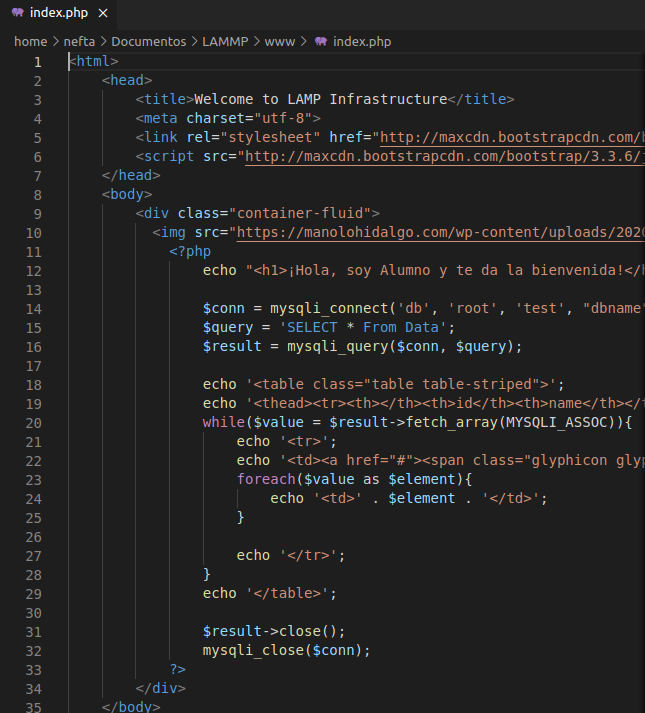 index.php ×
home > nefta > Documentos > LAMMP > www > index.php
1 <html>
2 <head>
3 <title>Welcome to LAMP Infrastructure</title>
4 <meta charset="utf-8">
5 <link rel="stylesheet" href="http://maxcdn.bootstrapcdn.com/
6 <script src="http://maxcdn.bootstrapcdn.com/bootstrap/3.3.6/
7 </head>
8 <body>
9 <div class="container-fluid">
10 <img src="https://manolohidalgo.com/wp-content/uploads/202
11 <?php
12 echo "<h1>¡Hola, soy Alumno y te da la bienvenida!</h
13
14 $conn = mysqli_connect('db', 'root', 'test', "dbname"
15 $query = 'SELECT * From Data';
16 $result = mysqli_query($conn, $query);
17
18 echo '<table class="table table-striped">';
19 echo '<thead><tr><th></th><th>id</th><th>name</th></
20 while($value = $result->fetch_array(MYSQLI_ASSOC)){
21 echo '<tr>';
22 echo '<td><a href="#"><span class="glyphicon glyp
23 foreach($value as $element){
24 echo '<td>' . $element . '</td>';
25 }
26
27 echo '</tr>';
28 }
29 echo '</table>';
30
31 $result->close();
32 mysqli_close($conn);
33 ?>
34 </div>
35 </body>